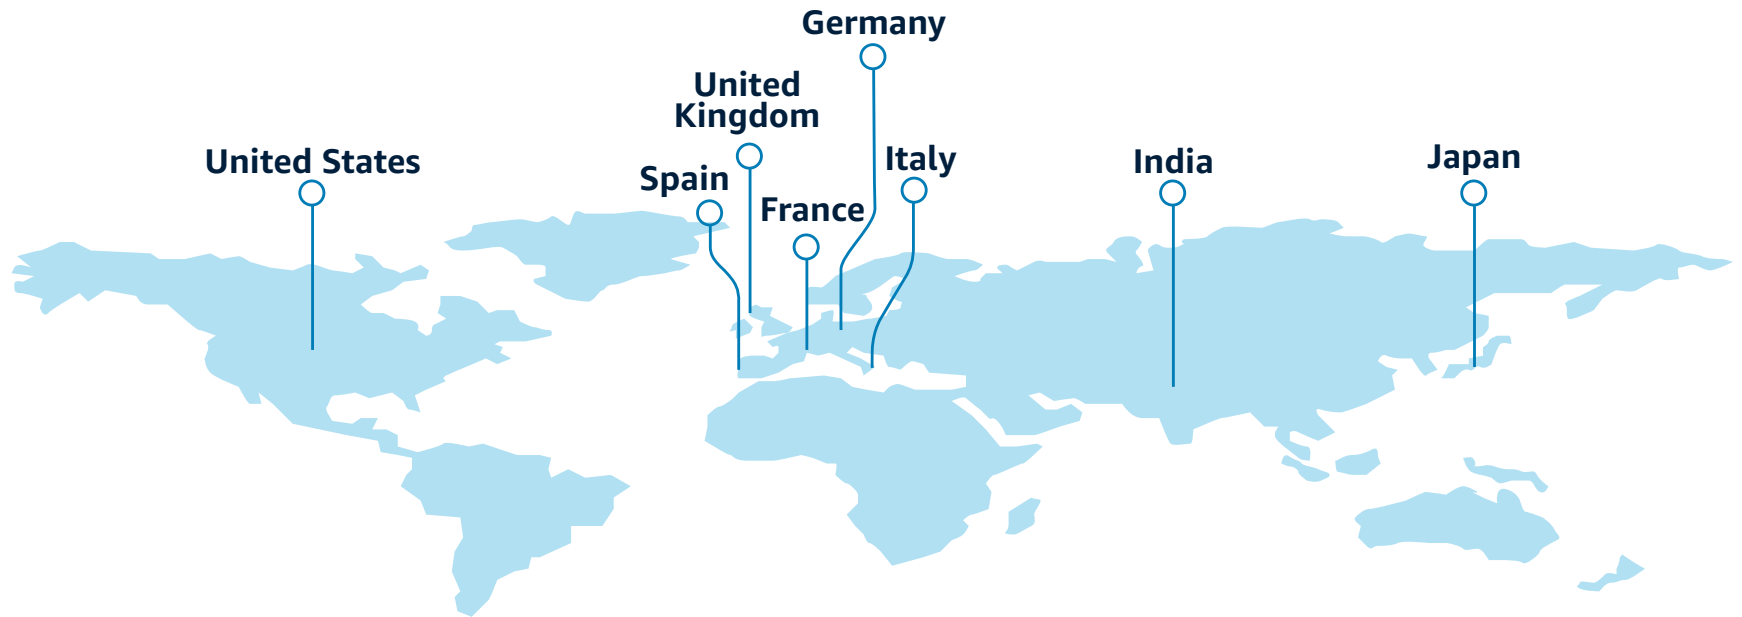 Germany
United
Kingdom
United States
Spain
France
Italy
India
Japan